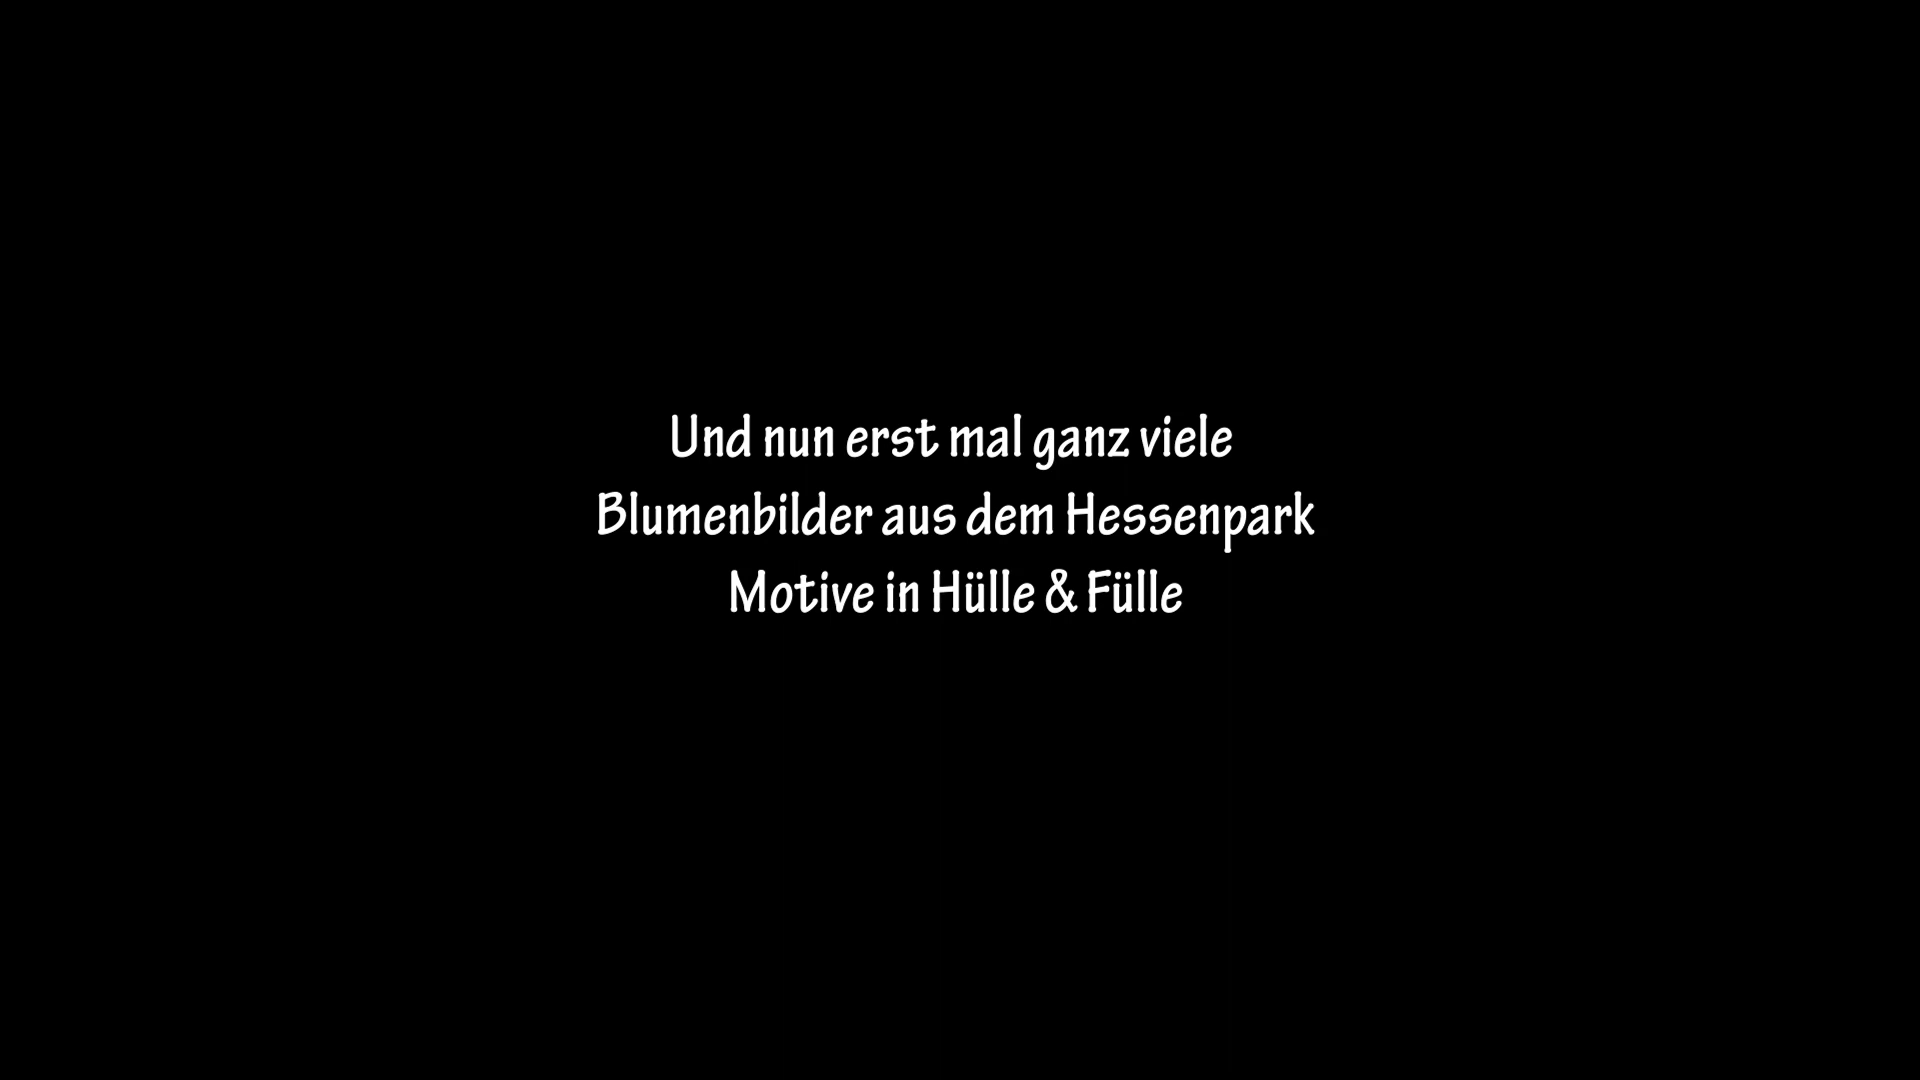 Und nun erst mal ganz viele
Blumenbilder aus dem Hessenpark
Motive in Hülle & Fülle